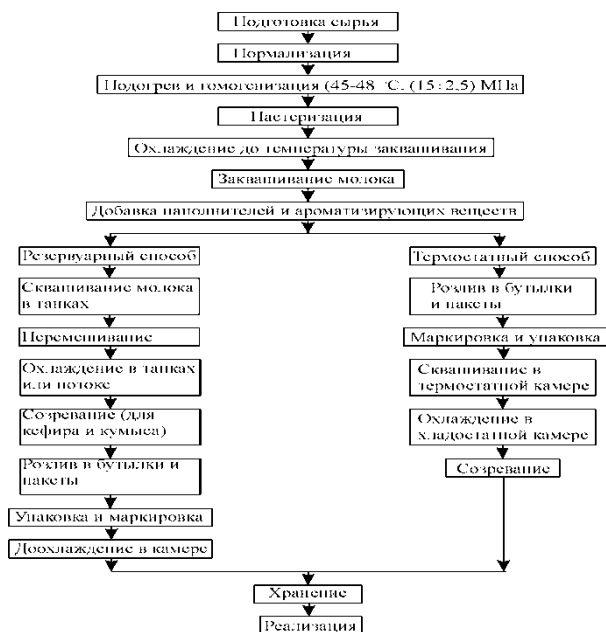 Подготовка сырья
Нормализация
Подогрев и гомогенизация (45-48 °С, (15±2,5) МПа
Пастеризация
Охлаждение до температуры заквашивания
Заквашивание молока
Добавка наполнителей и ароматизирующих веществ
Резервуарный способ
Сквашивание молока
в танках
Перемешивание
Охлаждение в танках
или потоке
Созревание (для
кефира и кумыса)
Розлив в бутылки и
пакеты
Упаковка и маркировка
Доохлаждение в камере
Термостатный способ
Розлив в бутылки
и пакеты
Маркировка и упаковка
Сквашивание в
термостатной камере
Охлаждение в
хладостатной камере
Созревание
Хранение
Реализация